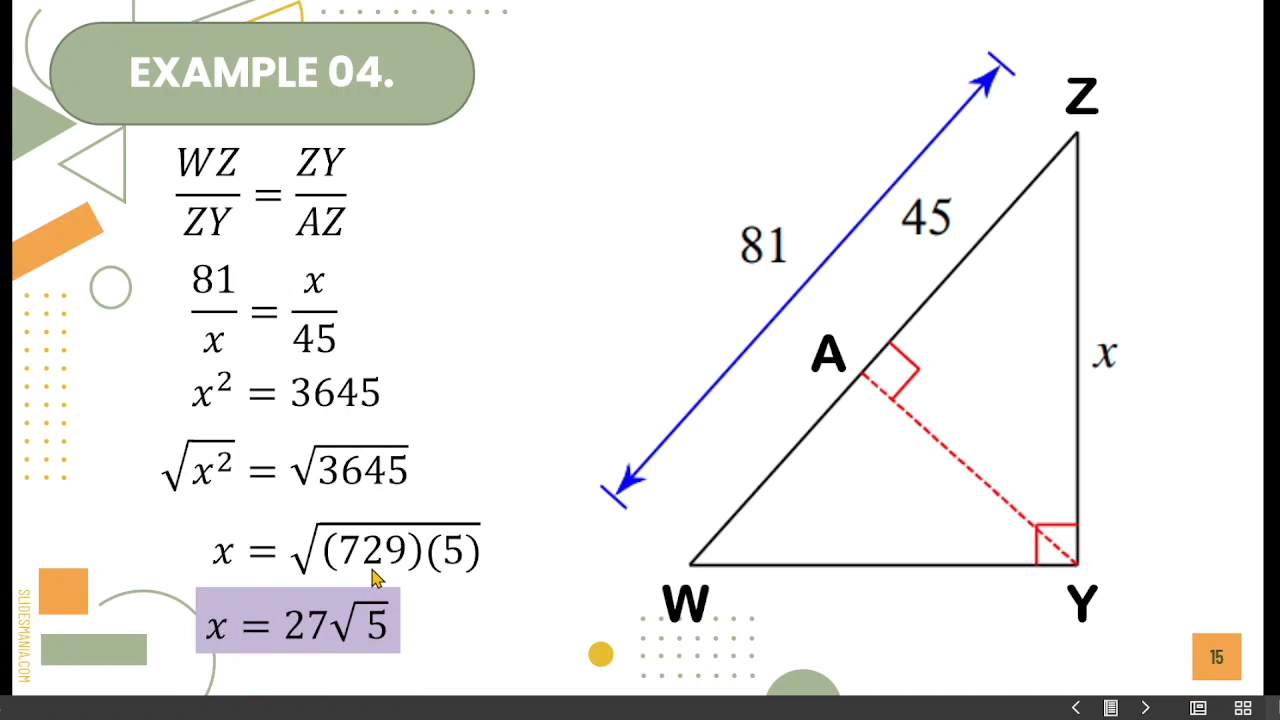 EXAMPLE 04.
WZ/ZY = ZY/AZ
81/x = x/45
x² = 3645
√x² = √3645
x = √(729)(5)
x = 27√5
Z
45
81
A
x
W
Y
SLIDESMANIA.COM
15